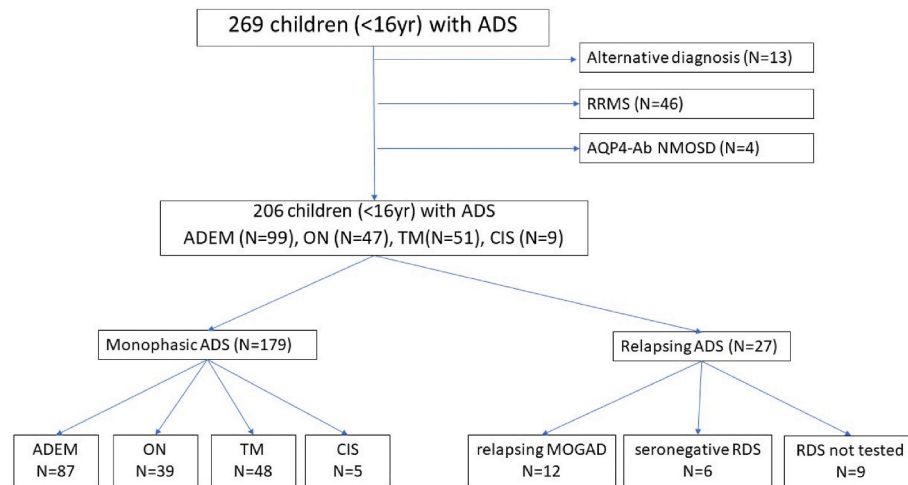 269 children (<16yr) with ADS
Alternative diagnosis (N=13)
RRMS (N=46)
AQP4-Ab NMOSD (N=4)
206 children (<16yr) with ADS
ADEM (N=99), ON (N=47), TM(N=51), CIS (N=9)
Monophasic ADS (N=179)
Relapsing ADS (N=27)
ADEM
N=87
ON
N=39
TM
N=48
CIS
N=5
relapsing MOGAD
N=12
seronegative RDS
N=6
RDS not tested
N=9